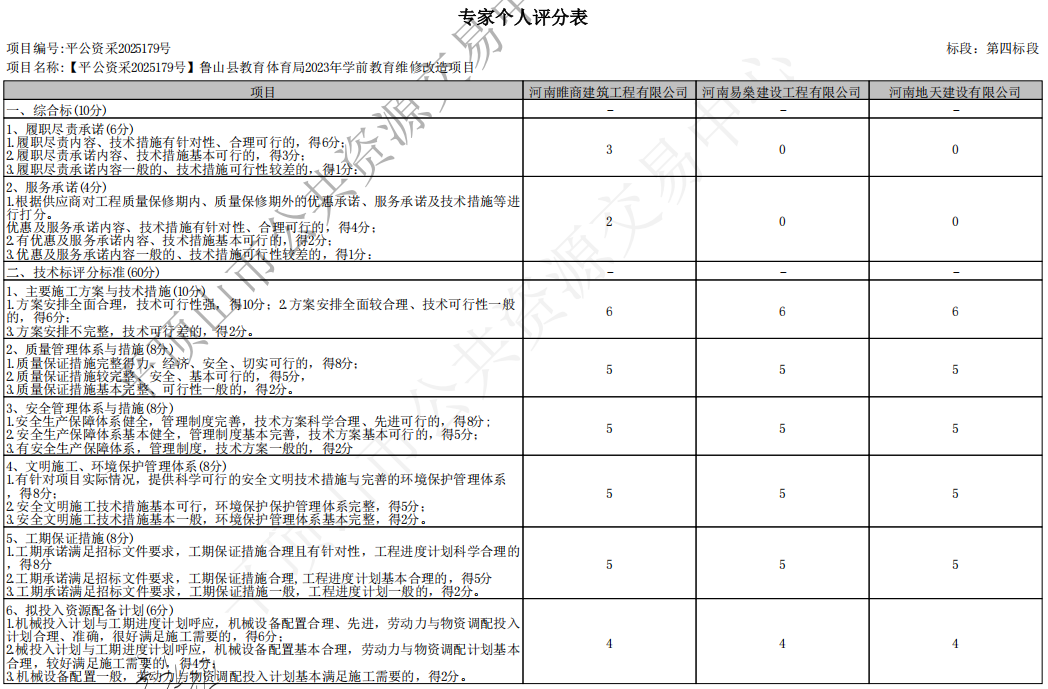 专家个人评分表
项目编号:平公资采2025179号
标段：第四标段
项目名称:【平公资采2025179号】鲁山县教育体育局2023年学前教育维修改造项目
项目 河南睢商建筑工程有限公司 河南易燊建设工程有限公司 河南地天建设有限公司
一、综合标(10分) - - -
1、履职尽责承诺(6分)
1.履职尽责内容、技术措施有针对性、合理可行的，得6分；
2.履职尽责承诺内容、技术措施基本可行的，得3分；
3.履职尽责承诺内容一般的、技术措施可行性较差的，得1分：
3 0 0
2、服务承诺(4分)
1.根据供应商对工程质量保修期内、质量保修期外的优惠承诺、服务承诺及技术措施等进
行打分。
优惠及服务承诺内容、技术措施有针对性、合理可行的，得4分；
2.有优惠及服务承诺内容、技术措施基本可行的，得2分；
3.优惠及服务承诺内容一般的、技术措施可行性较差的，得1分：
2 0 0
二、技术标评分标准(60分) - - -
1、主要施工方案与技术措施(10分)
1.方案安排全面合理，技术可行性强，得10分；2.方案安排全面较合理、技术可行性一般
的，得6分；
3.方案安排不完整，技术可行差的，得2分。
6 6 6
2、质量管理体系与措施(8分)
1.质量保证措施完整得力、经济、安全、切实可行的，得8分；
2.质量保证措施较完整、安全、基本可行的，得5分，
3.质量保证措施基本完整、可行性一般的，得2分。
5 5 5
3、安全管理体系与措施(8分)
1.安全生产保障体系健全，管理制度完善，技术方案科学合理、先进可行的，得8分；
2.安全生产保障体系基本健全，管理制度基本完善，技术方案基本可行的，得5分；
3.有安全生产保障体系，管理制度，技术方案一般的，得2分
5 5 5
4、文明施工、环境保护管理体系(8分)
1.有针对项目实际情况，提供科学可行的安全文明技术措施与完善的环境保护管理体系
，得8分；
2.安全文明施工技术措施基本可行，环境保护保护管理体系完整，得5分；
3.安全文明施工技术措施基本一般，环境保护管理体系基本完整，得2分。
5 5 5
5、工期保证措施(8分)
1.工期承诺满足招标文件要求，工期保证措施合理且有针对性，工程进度计划科学合理的
，得8分
2.工期承诺满足招标文件要求，工期保证措施合理,工程进度计划基本合理的，得5分
3.工期承诺满足招标文件要求，工期保证措施一般，工程进度计划一般的，得2分。
5 5 5
6、拟投入资源配备计划(6分)
1.机械投入计划与工期进度计划呼应，机械设备配置合理、先进，劳动力与物资调配投入
计划合理、准确，很好满足施工需要的，得6分；
2.械投入计划与工期进度计划呼应，机械设备配置基本合理，劳动力与物资调配计划基本
合理，较好满足施工需要的，得4分；
3.机械设备配置一般，劳动力与物资调配投入计划基本满足施工需要的，得2分。
4 4 4
平顶山市公共资源交易中心
平顶山市公共资源交易中心